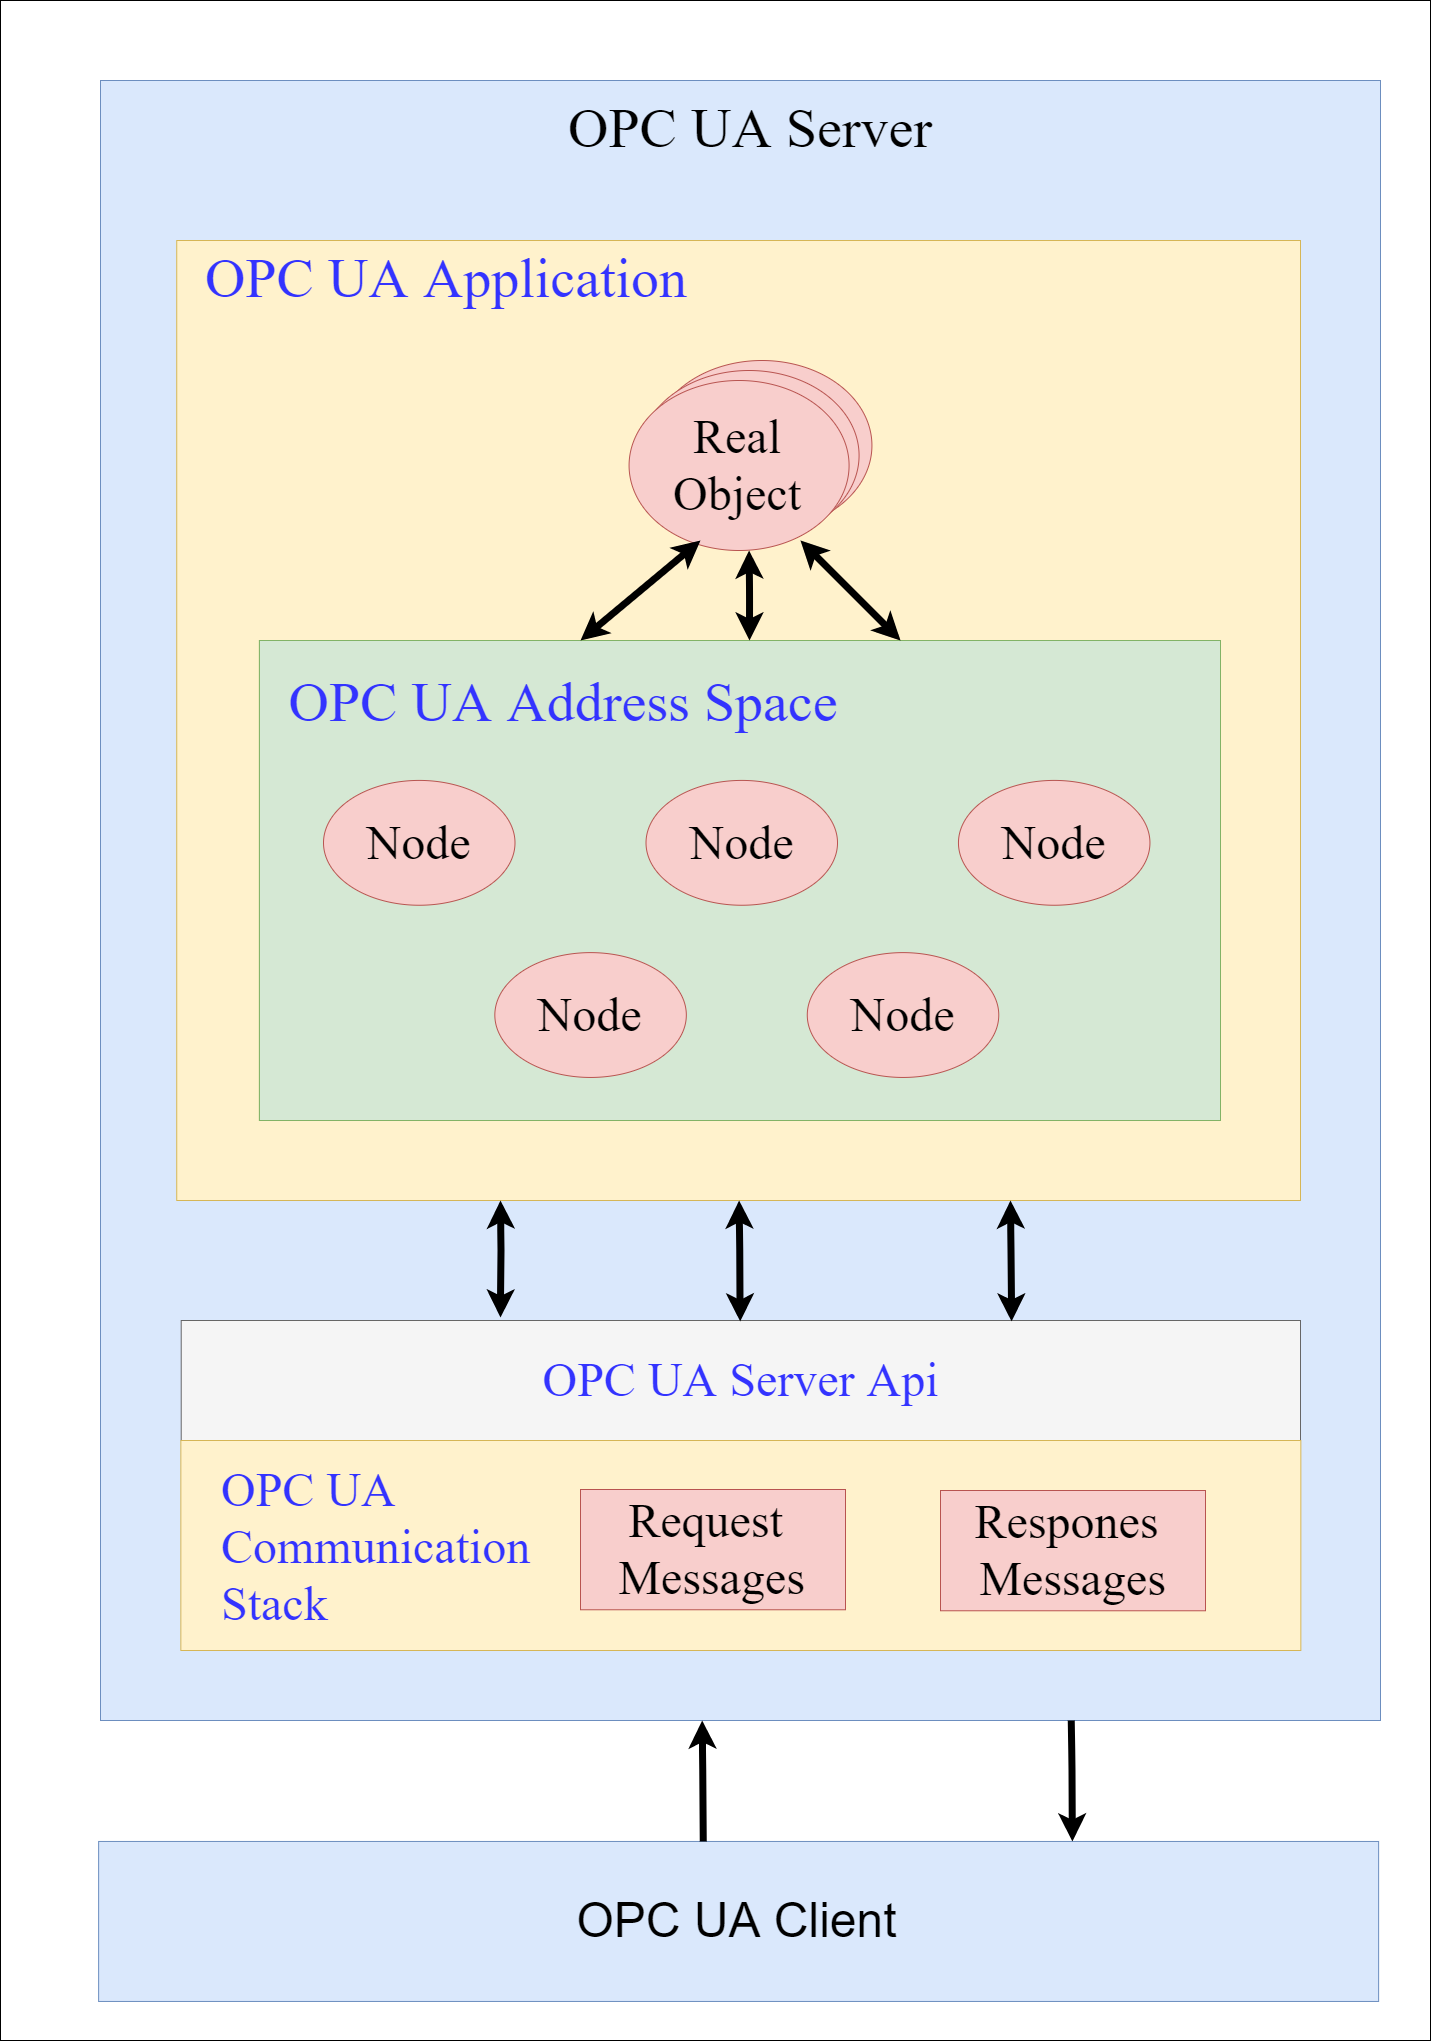 OPC UA Server
OPC UA Application
Real
Object
OPC UA Address Space
Node
Node
Node
Node
Node
OPC UA Server Api
OPC UA
Communication
Stack
Request
Messages
Respones
Messages
OPC UA Client